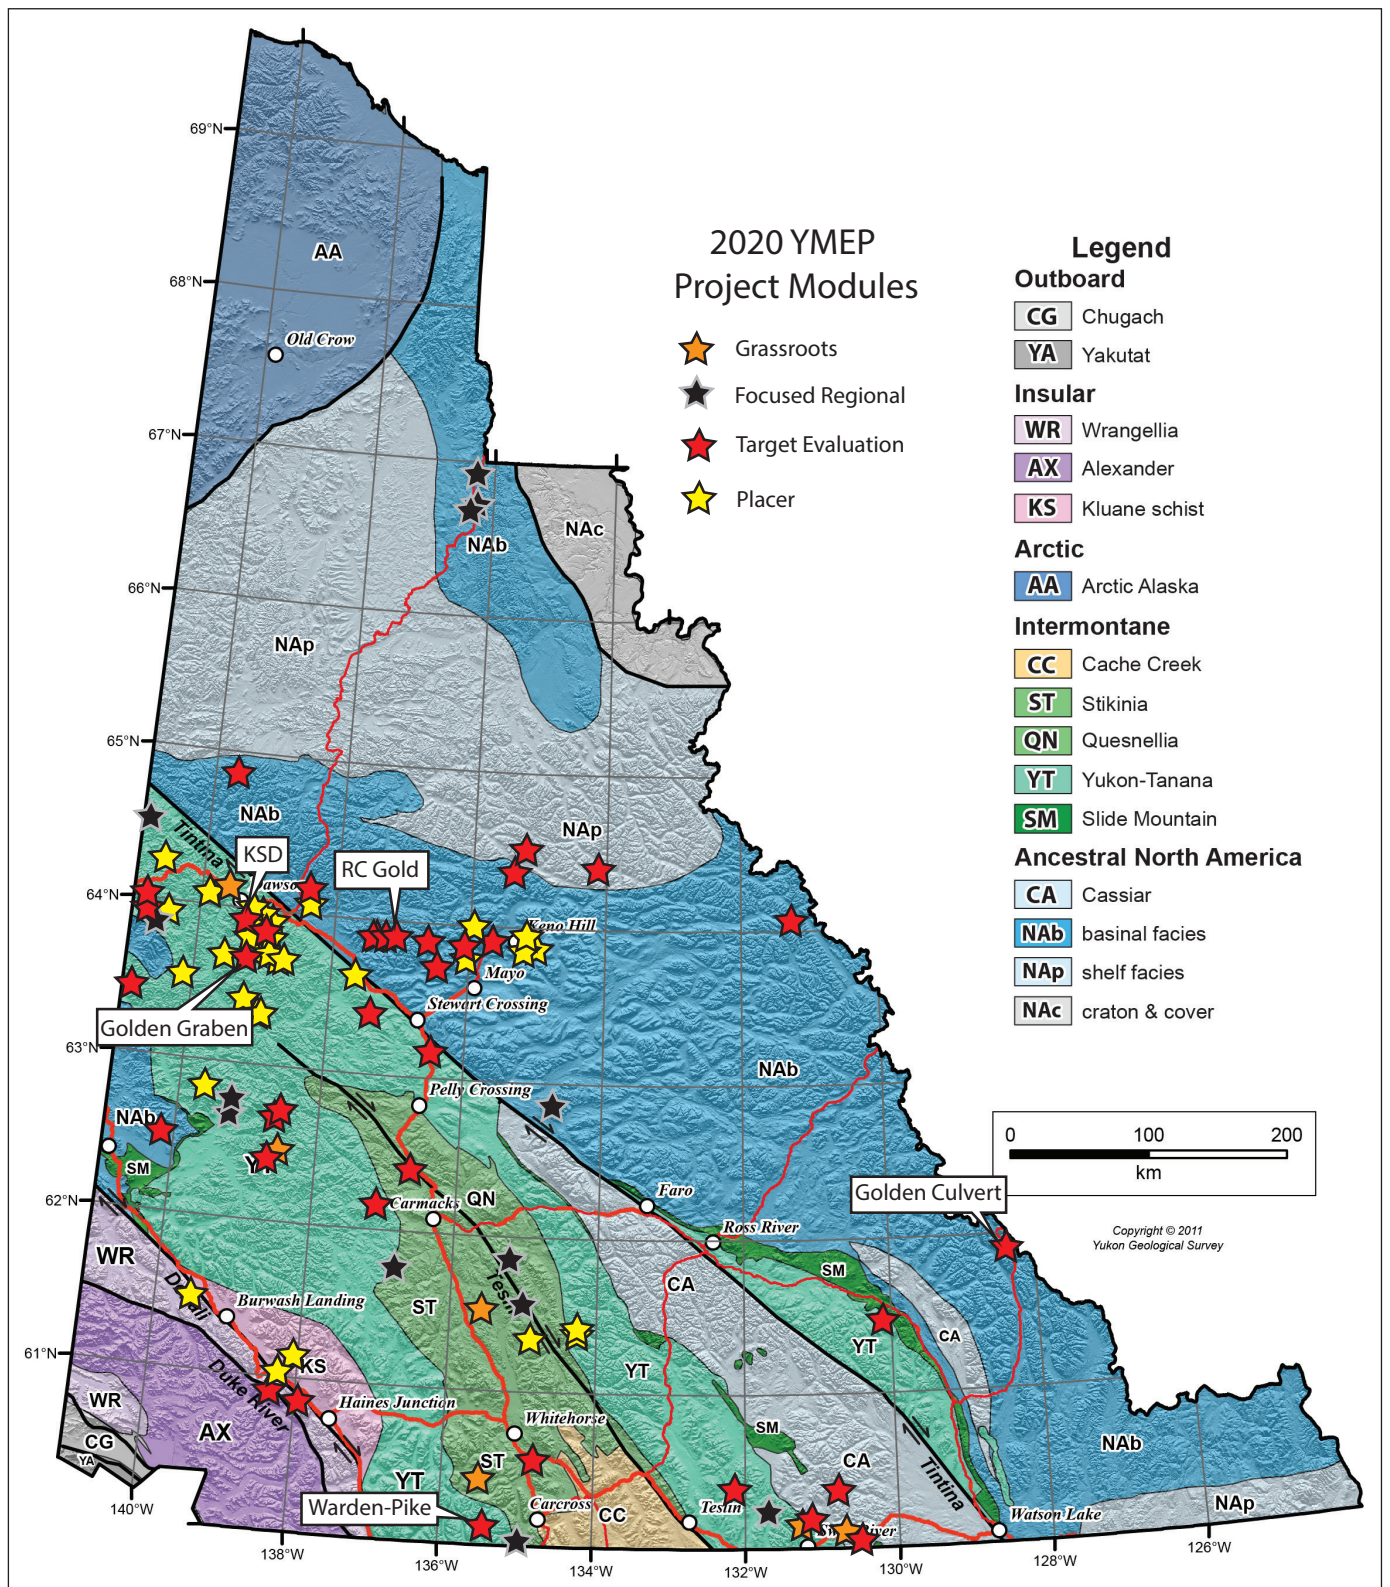 2020 YMEP
Project Modules
Grassroots
Focused Regional
Target Evaluation
Placer
Legend
Outboard
CG Chugach
YA Yakutat
Insular
WR Wrangellia
AX Alexander
KS Kluane schist
Arctic
AA Arctic Alaska
Intermontane
CC Cache Creek
ST Stikinia
QN Quesnellia
YT Yukon-Tanana
SM Slide Mountain
Ancestral North America
CA Cassiar
NAb basinal facies
NAp shelf facies
NAc craton & cover
0 100 200
km
Copyright © 2011
Yukon Geological Survey
69°N
68°N
67°N
66°N
65°N
64°N
63°N
62°N
61°N
140°W
138°W
136°W
134°W
132°W
130°W
128°W
126°W
AA
Old Crow
NAc
NAb
NAp
NAb
NAp
Tintina
KSD
RC Gold
Keno Hill
Mayo
Stewart Crossing
Golden Graben
Pelly Crossing
NAb
NAb
SM
Faro
Golden Culvert
QN
Carmacks
Ross River
WR
SM
CA
ST
Burwash Landing
CA
YT
YT
KS
Duke River
WR
Haines Junction
AX
Whitehorse
SM
CG
YA
ST
CA
NAb
YT
Tintina
Warden-Pike
Carcross
CC
Teslin
Watson Lake
NAp